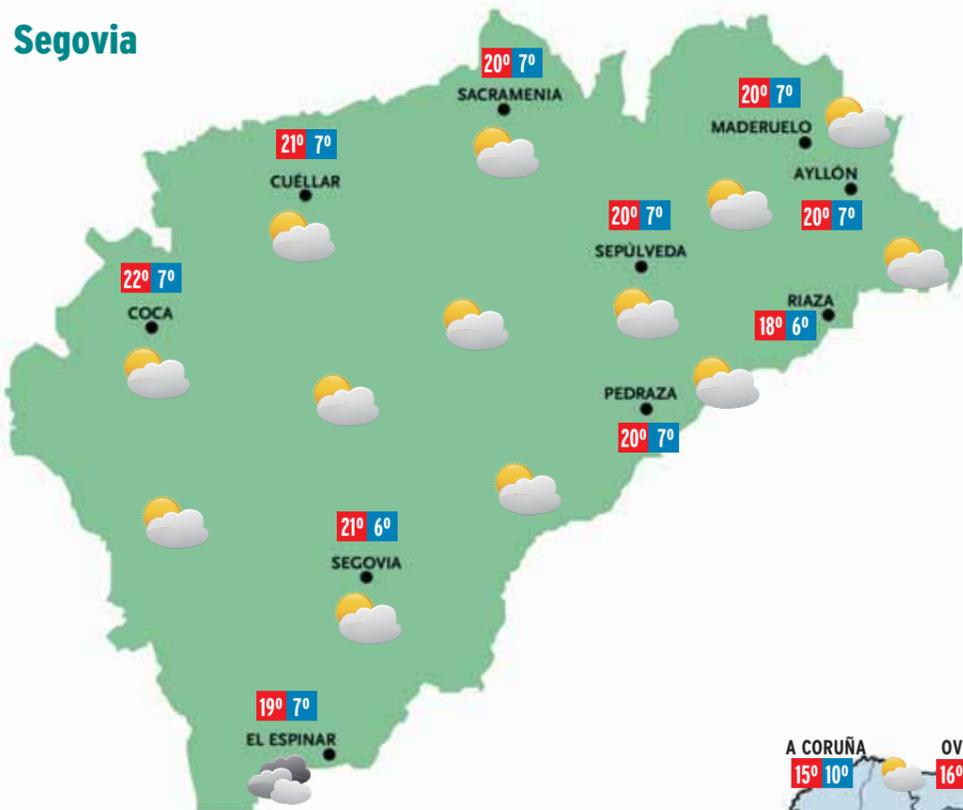 Segovia
20º 7º
SACRAMENIA
20º 7º
MADERUELO
21º 7º
CUÉLLAR
AYLLÓN
20º 7º
20º 7º
SEPÚLVEDA
22º 7º
COCA
RIAZA
18º 6º
PEDRAZA
20º 7º
21º 6º
SEGOVIA
19º 7º
EL ESPINAR
A CORUÑA
15º 10º
OV
16º